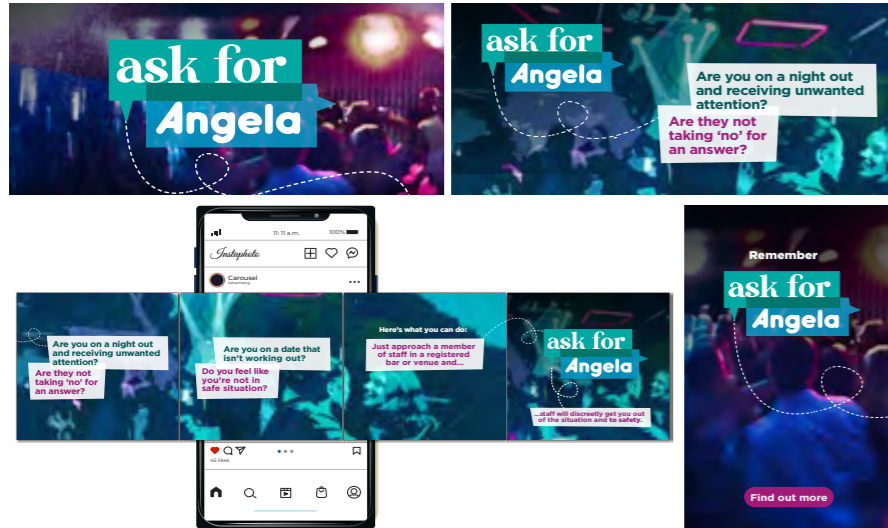 ask for
Angela
ask for
Angela
Are you on a night out
and receiving unwanted
attention?
Are they not
taking ‘no’ for
an answer?
11: 11 a.m.
100%
Instaphoto
Carousel
Advertising
Are you on a night out
and receiving unwanted
attention?
Are they not
taking ‘no’ for
an answer?
Are you on a date that
isn’t working out?
Do you feel like
you’re not in
safe situation?
Here’s what you can do:
Just approach a member
of staff in a registered
bar or venue and...
ask for
Angela
...staff will discreetly get you out
of the situation and to safety.
45 likes
Remember
ask for
Angela
Find out more